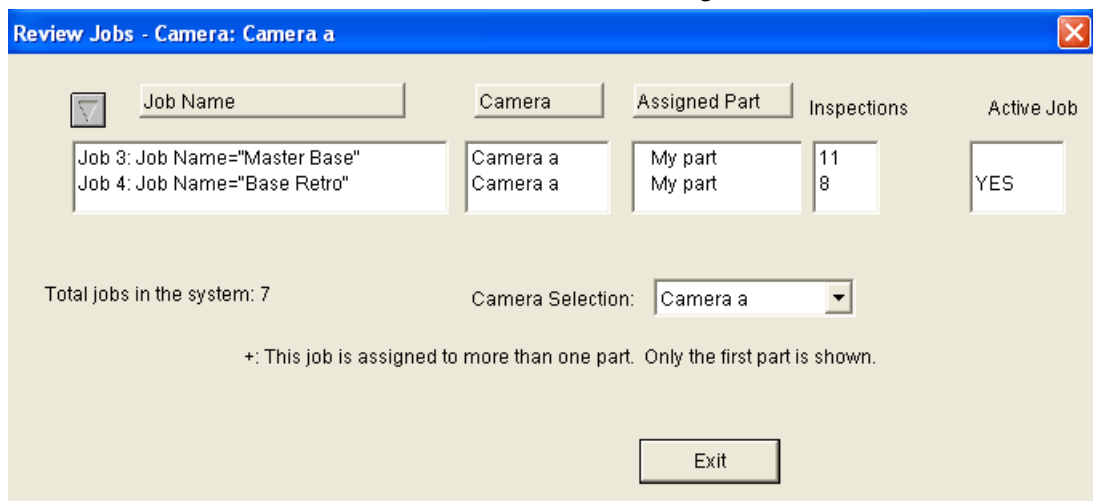 Review Jobs - Camera: Camera a
Job Name Camera Assigned Part Inspections Active Job
Job 3: Job Name="Master Base" Camera a My part 11
Job 4: Job Name="Base Retro" Camera a My part 8 YES
Total jobs in the system: 7 Camera Selection: Camera a
+: This job is assigned to more than one part. Only the first part is shown.
Exit